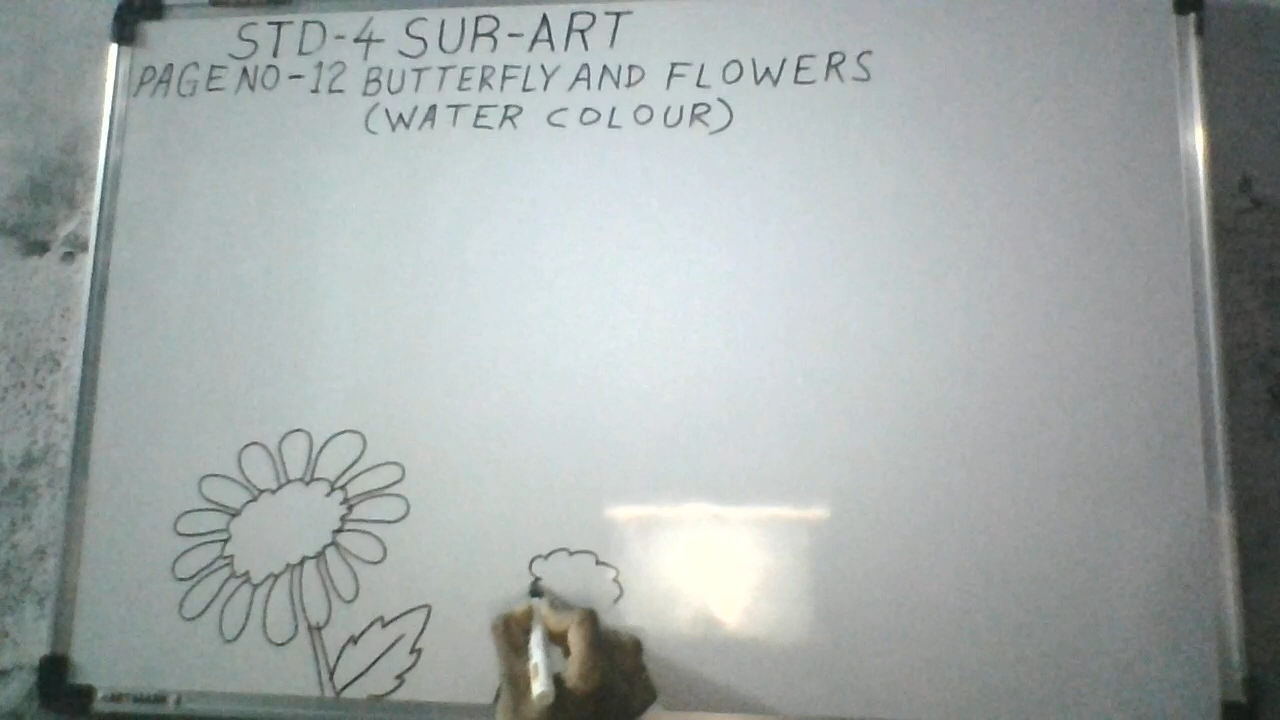 STD-4 SUR-ART
PAGE NO-12 BUTTERFLY AND FLOWERS
(WATER COLOUR)